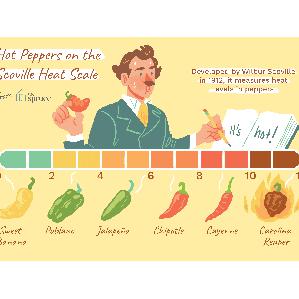 Hot Peppers on the
Scoville Heat Scale
the spruce
Developed by Wilbur Scoville
in 1912, it measures heat
levels in peppers
It's hot!
2 4 6 8 10
Sweet
Banana
Poblano
Jalapeño
Chipotle
Cayenne
Carolina
Reaper